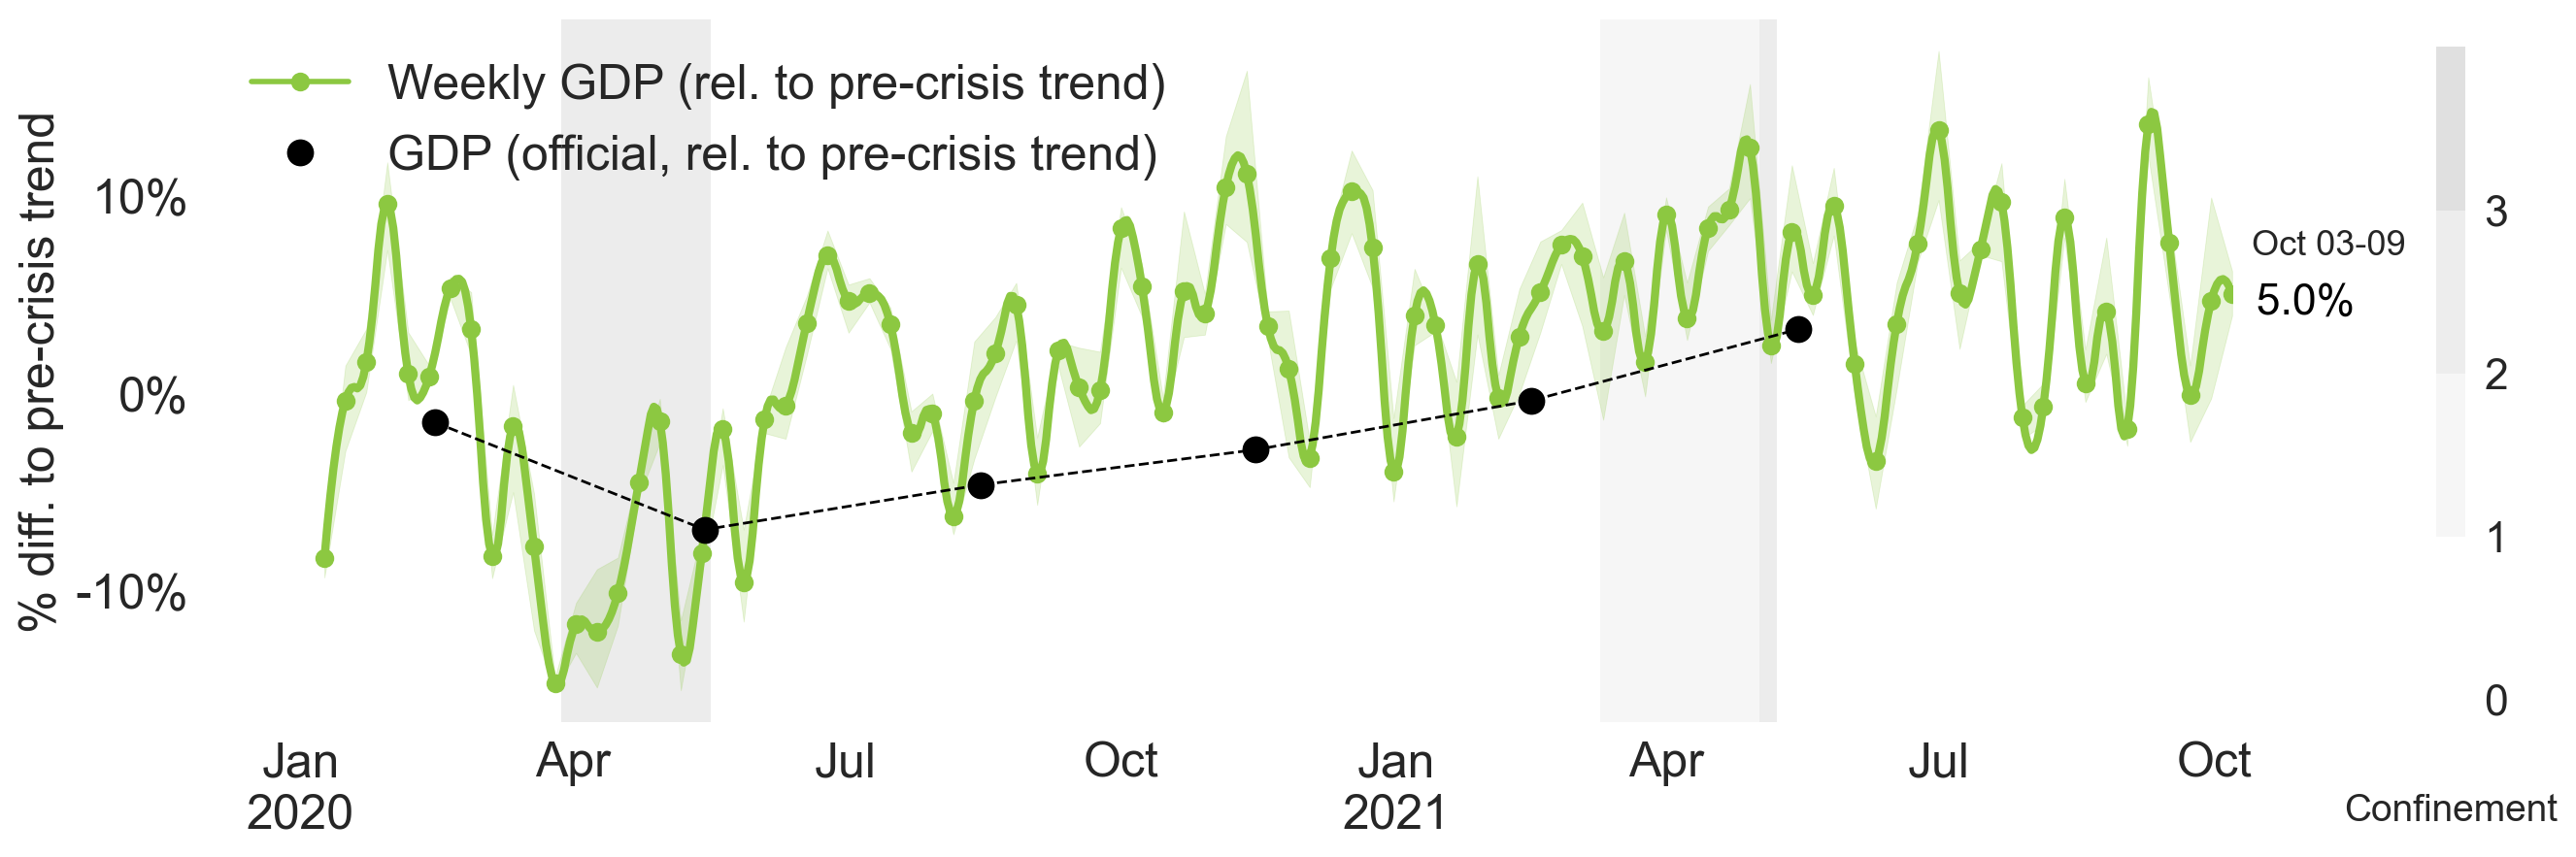 Weekly GDP (rel. to pre-crisis trend)
GDP (official, rel. to pre-crisis trend)
% diff. to pre-crisis trend
10%
0%
-10%
Oct 03-09
5.0%
3
2
1
0
Jan Apr Jul Oct Jan Apr Jul Oct
2020 2021
Confinement